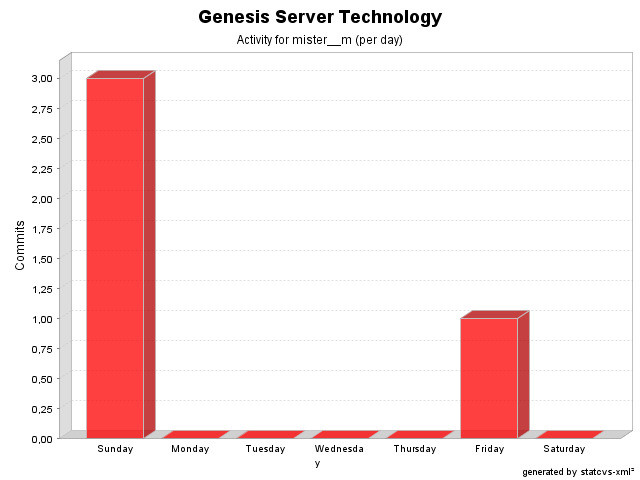 Genesis Server Technology
Activity for mister__m (per day)
Commits
3,00
2,75
2,50
2,25
2,00
1,75
1,50
1,25
1,00
0,75
0,50
0,25
0,00
Sunday Monday Tuesday Wednesda Thursday Friday Saturday
y
generated by statcvs-xml²